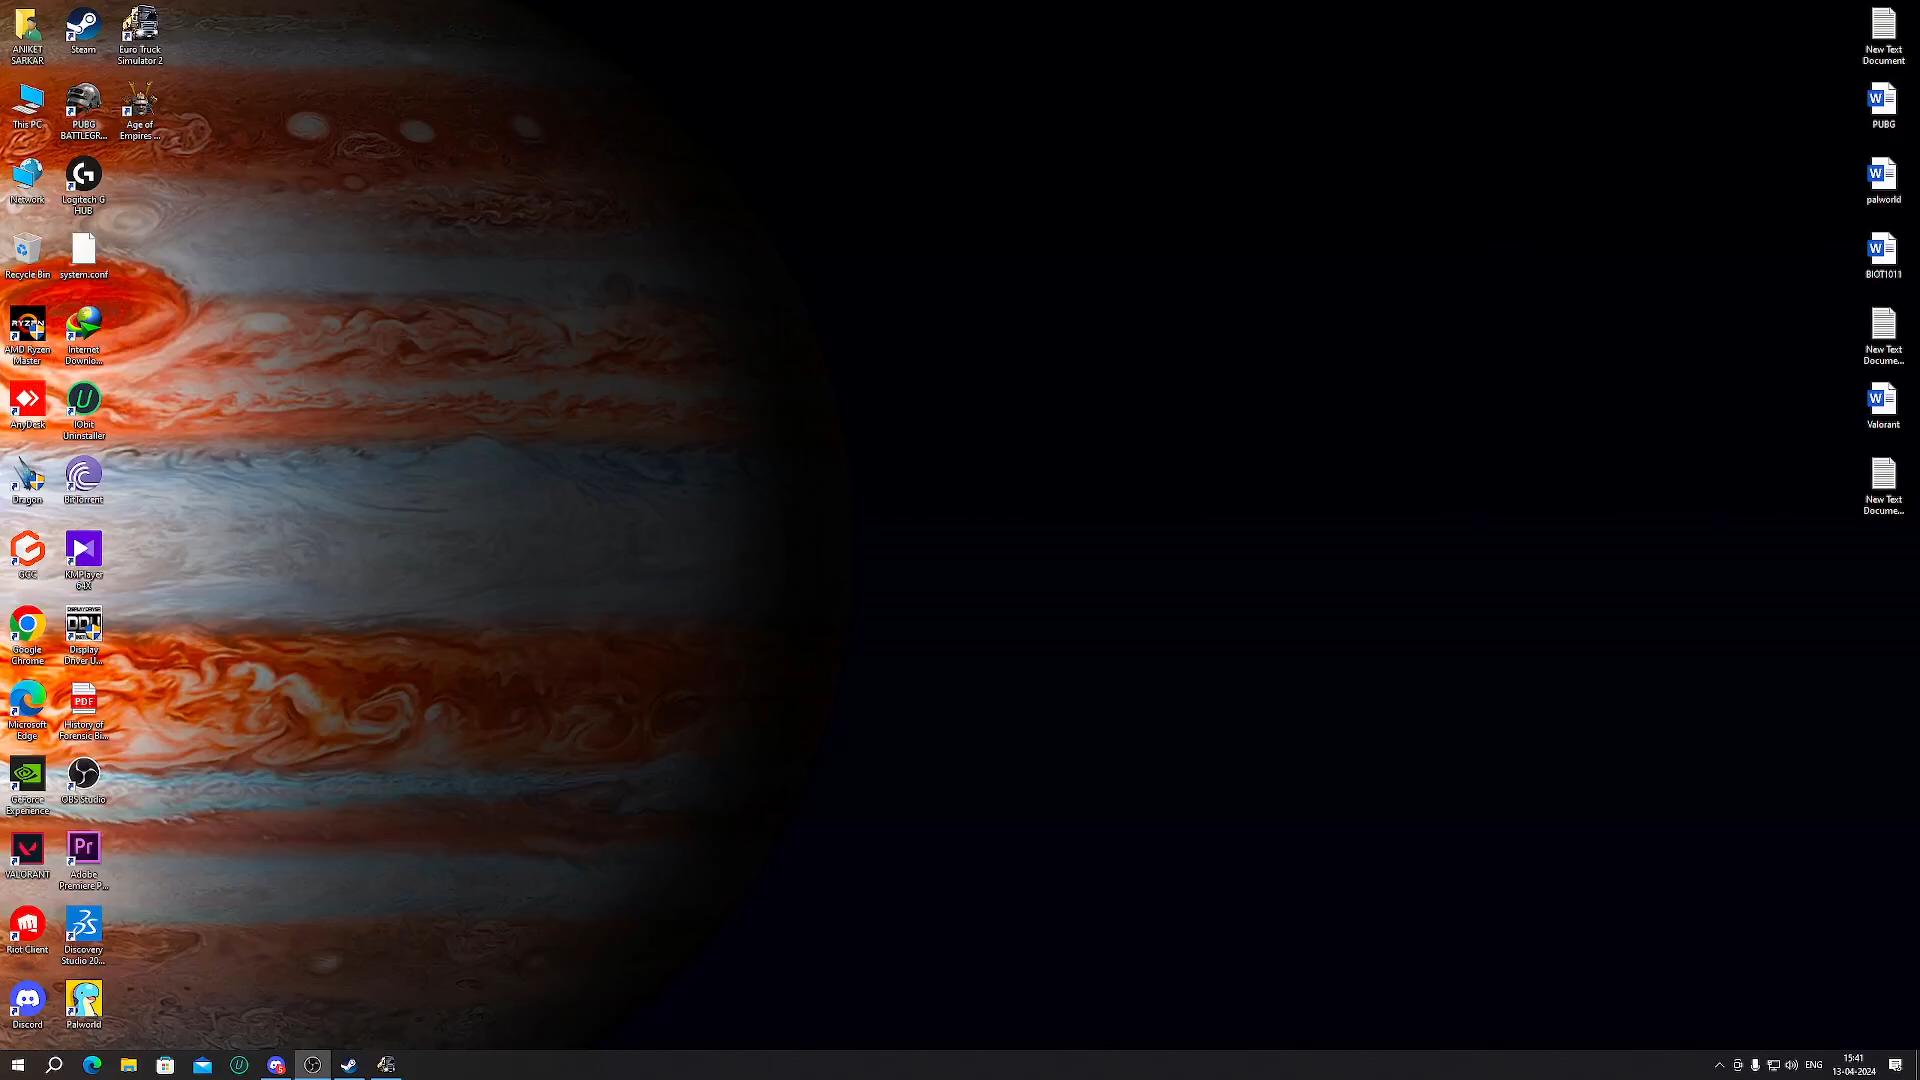 ANIKET
SARKAR
Steam
Euro Truck
Simulator 2
This PC
PUBG
BATTLEGR...
Age of
Empires ...
Network
Logitech G
HUB
Recycle Bin
system.conf
RYZEN
AMD Ryzen
Master
Internet
Downlo...
AnyDesk
IObit
Uninstaller
Dragon
BitTorrent
GCC
KMPlayer
64X
Google
Chrome
DDU
Display
Driver U...
Microsoft
Edge
PDF
History of
Forensic Bi...
GeForce
Experience
OBS Studio
VALORANT
Pr
Adobe
Premiere P...
Riot Client
Discovery
Studio 20...
Discord
Palworld
New Text
Document
W
PUBG
W
palworld
W
BIOT1011
New Text
Docume...
W
Valorant
New Text
Docume...
ENG
15:41
13-04-2024